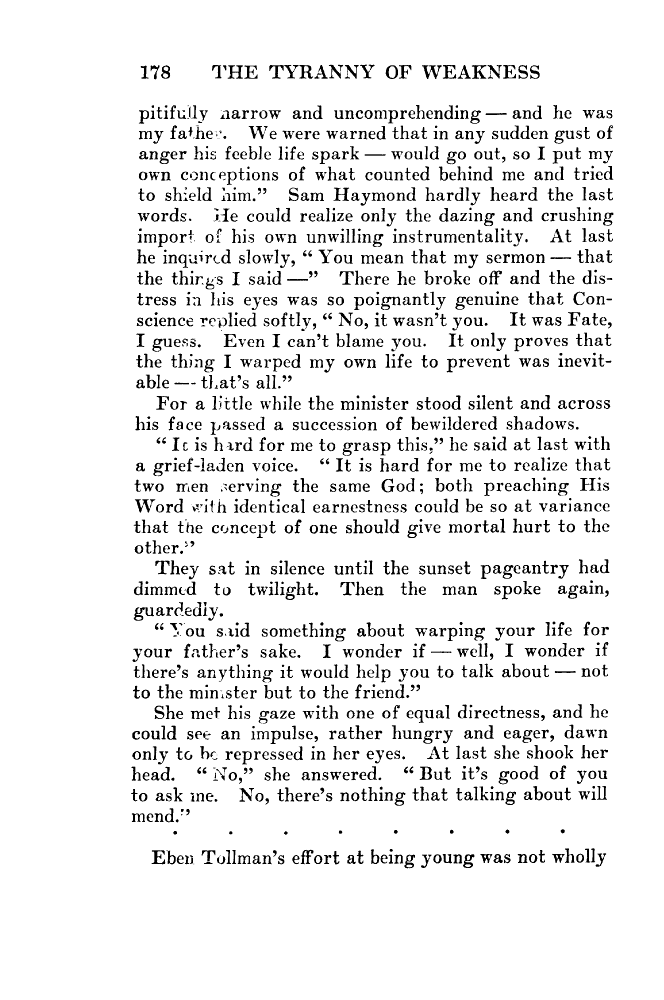 178 THE TYRANNY OF WEAKNESS
pitifully narrow and uncomprehending — and he was
my father. We were warned that in any sudden gust of
anger his feeble life spark — would go out, so I put my
own conceptions of what counted behind me and tried
to shield him.” Sam Haymond hardly heard the last
words. He could realize only the dazing and crushing
import of his own unwilling instrumentality. At last
he inquired slowly, “ You mean that my sermon — that
the things I said —” There he broke off and the dis-
tress in his eyes was so poignantly genuine that Con-
science replied softly, “ No, it wasn’t you. It was Fate,
I guess. Even I can’t blame you. It only proves that
the thing I warped my own life to prevent was inevit-
able — that’s all.”
For a little while the minister stood silent and across
his face passed a succession of bewildered shadows.
“ It is hard for me to grasp this,” he said at last with
a grief-laden voice. “ It is hard for me to realize that
two men serving the same God; both preaching His
Word with identical earnestness could be so at variance
that the concept of one should give mortal hurt to the
other.”
They sat in silence until the sunset pageantry had
dimmed to twilight. Then the man spoke again,
guardedly.
“ You said something about warping your life for
your father’s sake. I wonder if — well, I wonder if
there’s anything it would help you to talk about — not
to the minister but to the friend.”
She met his gaze with one of equal directness, and he
could see an impulse, rather hungry and eager, dawn
only to be repressed in her eyes. At last she shook her
head. “ No,” she answered. “ But it’s good of you
to ask me. No, there’s nothing that talking about will
mend.”
. . . . . . . .
Eben Tollman’s effort at being young was not wholly